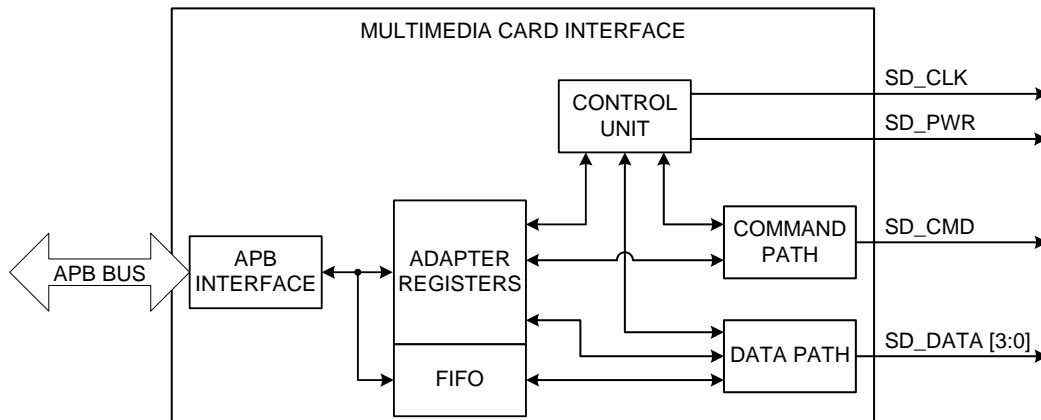 MULTIMEDIA CARD INTERFACE
SD_CLK
CONTROL
UNIT
SD_PWR
APB BUS
APB
INTERFACE
ADAPTER
REGISTERS
COMMAND
PATH
SD_CMD
FIFO
DATA PATH
SD_DATA [3:0]